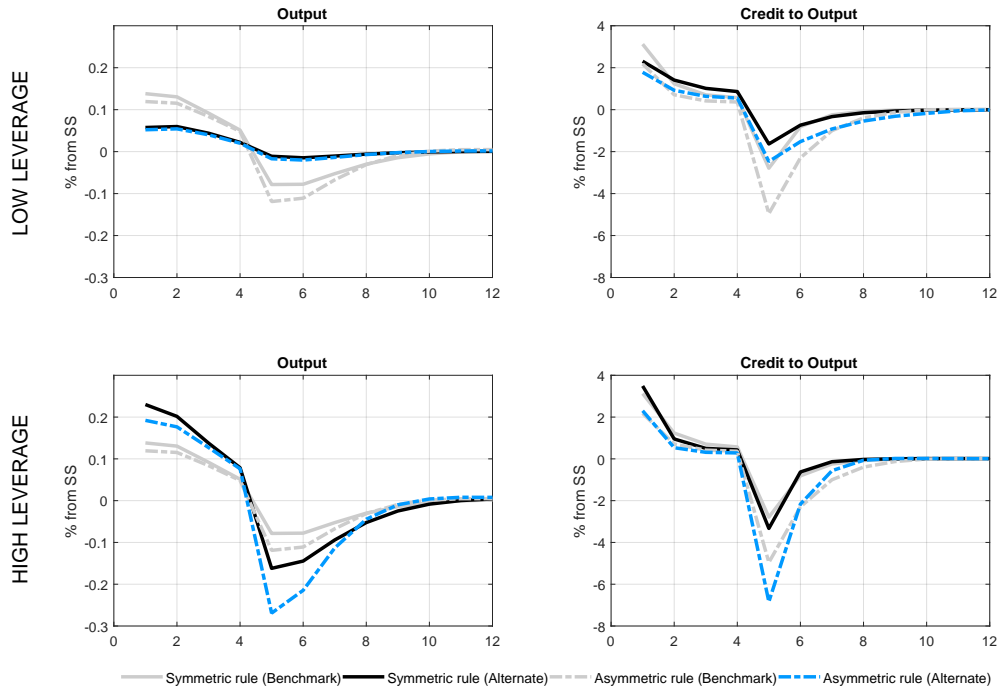 Output
Credit to Output
LOW LEVERAGE
% from SS
0.2
0.1
0
-0.1
-0.2
-0.3
0 2 4 6 8 10 12
% from SS
4
2
0
-2
-4
-6
-8
0 2 4 6 8 10 12
Output
Credit to Output
HIGH LEVERAGE
% from SS
0.2
0.1
0
-0.1
-0.2
-0.3
0 2 4 6 8 10 12
% from SS
4
2
0
-2
-4
-6
-8
0 2 4 6 8 10 12
Symmetric rule (Benchmark) Symmetric rule (Alternate) Asymmetric rule (Benchmark) Asymmetric rule (Alternate)